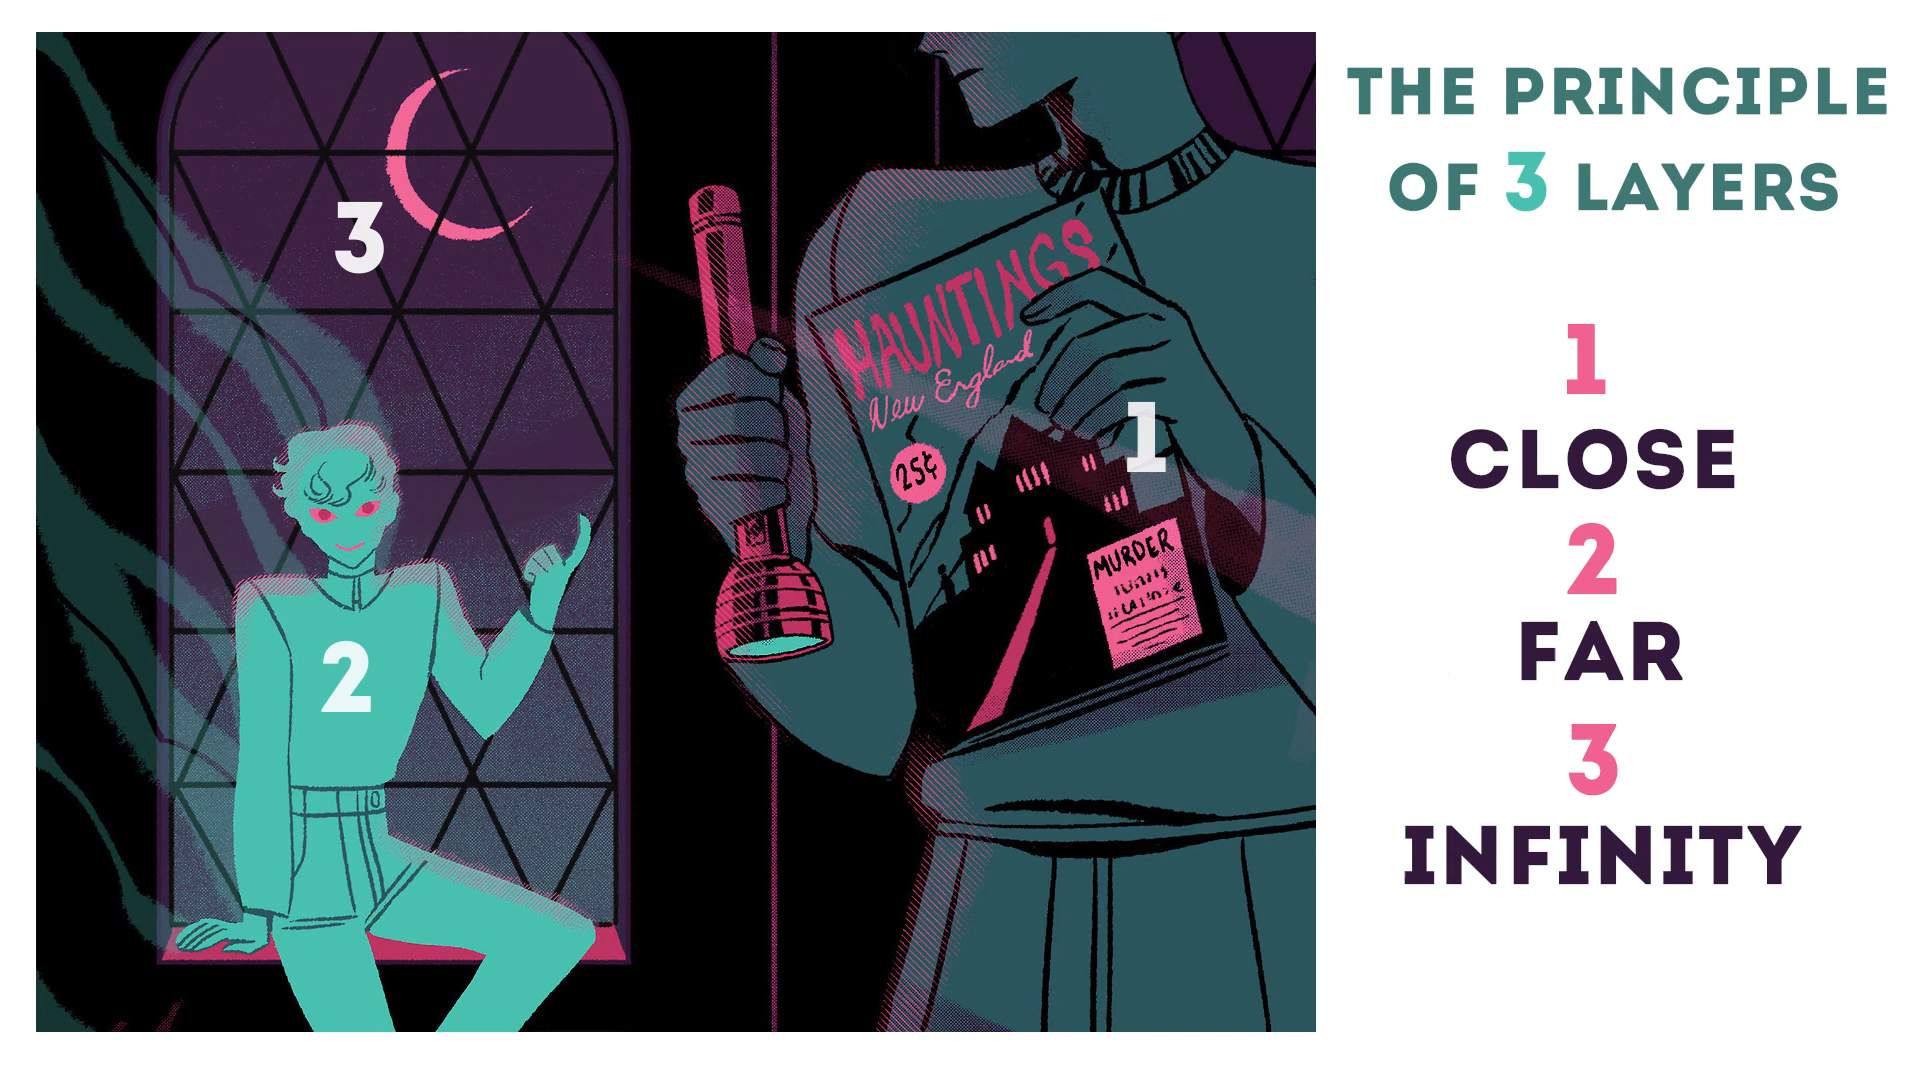 3
HAUNTINGS
New England
25¢
1
MURDER
2
THE PRINCIPLE
OF 3 LAYERS
1
CLOSE
2
FAR
3
INFINITY